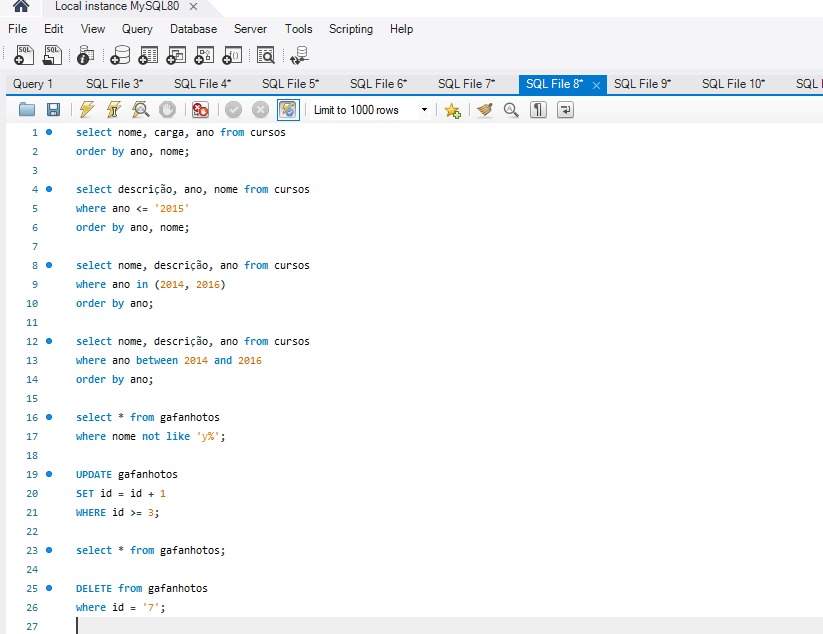 Local instance MySQL80 ×
File Edit View Query Database Server Tools Scripting Help
Query 1 SQL File 3* SQL File 4* SQL File 5* SQL File 6* SQL File 7* SQL File 8* × SQL File 9* SQL File 10* SQL
Limit to 1000 rows
1 select nome, carga, ano from cursos
2 order by ano, nome;
3
4 select descrição, ano, nome from cursos
5 where ano <= '2015'
6 order by ano, nome;
7
8 select nome, descrição, ano from cursos
9 where ano in (2014, 2016)
10 order by ano;
11
12 select nome, descrição, ano from cursos
13 where ano between 2014 and 2016
14 order by ano;
15
16 select * from gafanhotos
17 where nome not like 'y%';
18
19 UPDATE gafanhotos
20 SET id = id + 1
21 WHERE id >= 3;
22
23 select * from gafanhotos;
24
25 DELETE from gafanhotos
26 where id = '7';
27